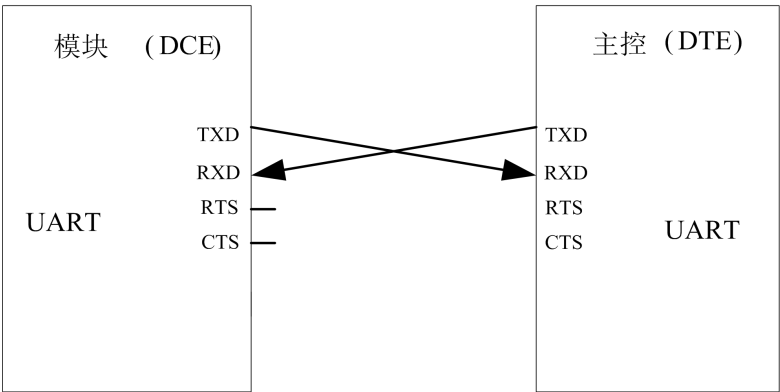 模块 (DCE)
TXD
RXD
RTS
CTS
UART
主控 (DTE)
TXD
RXD
RTS
CTS
UART